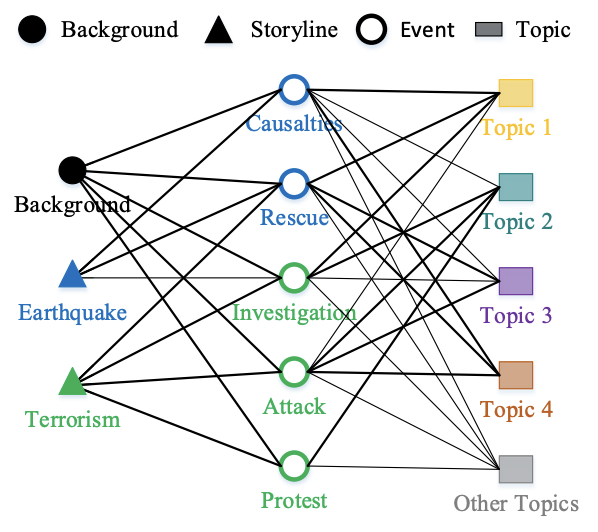 Background Storyline Event Topic
Causalties
Topic 1
Background
Rescue
Topic 2
Earthquake
Investigation
Topic 3
Terrorism
Attack
Topic 4
Protest
Other Topics